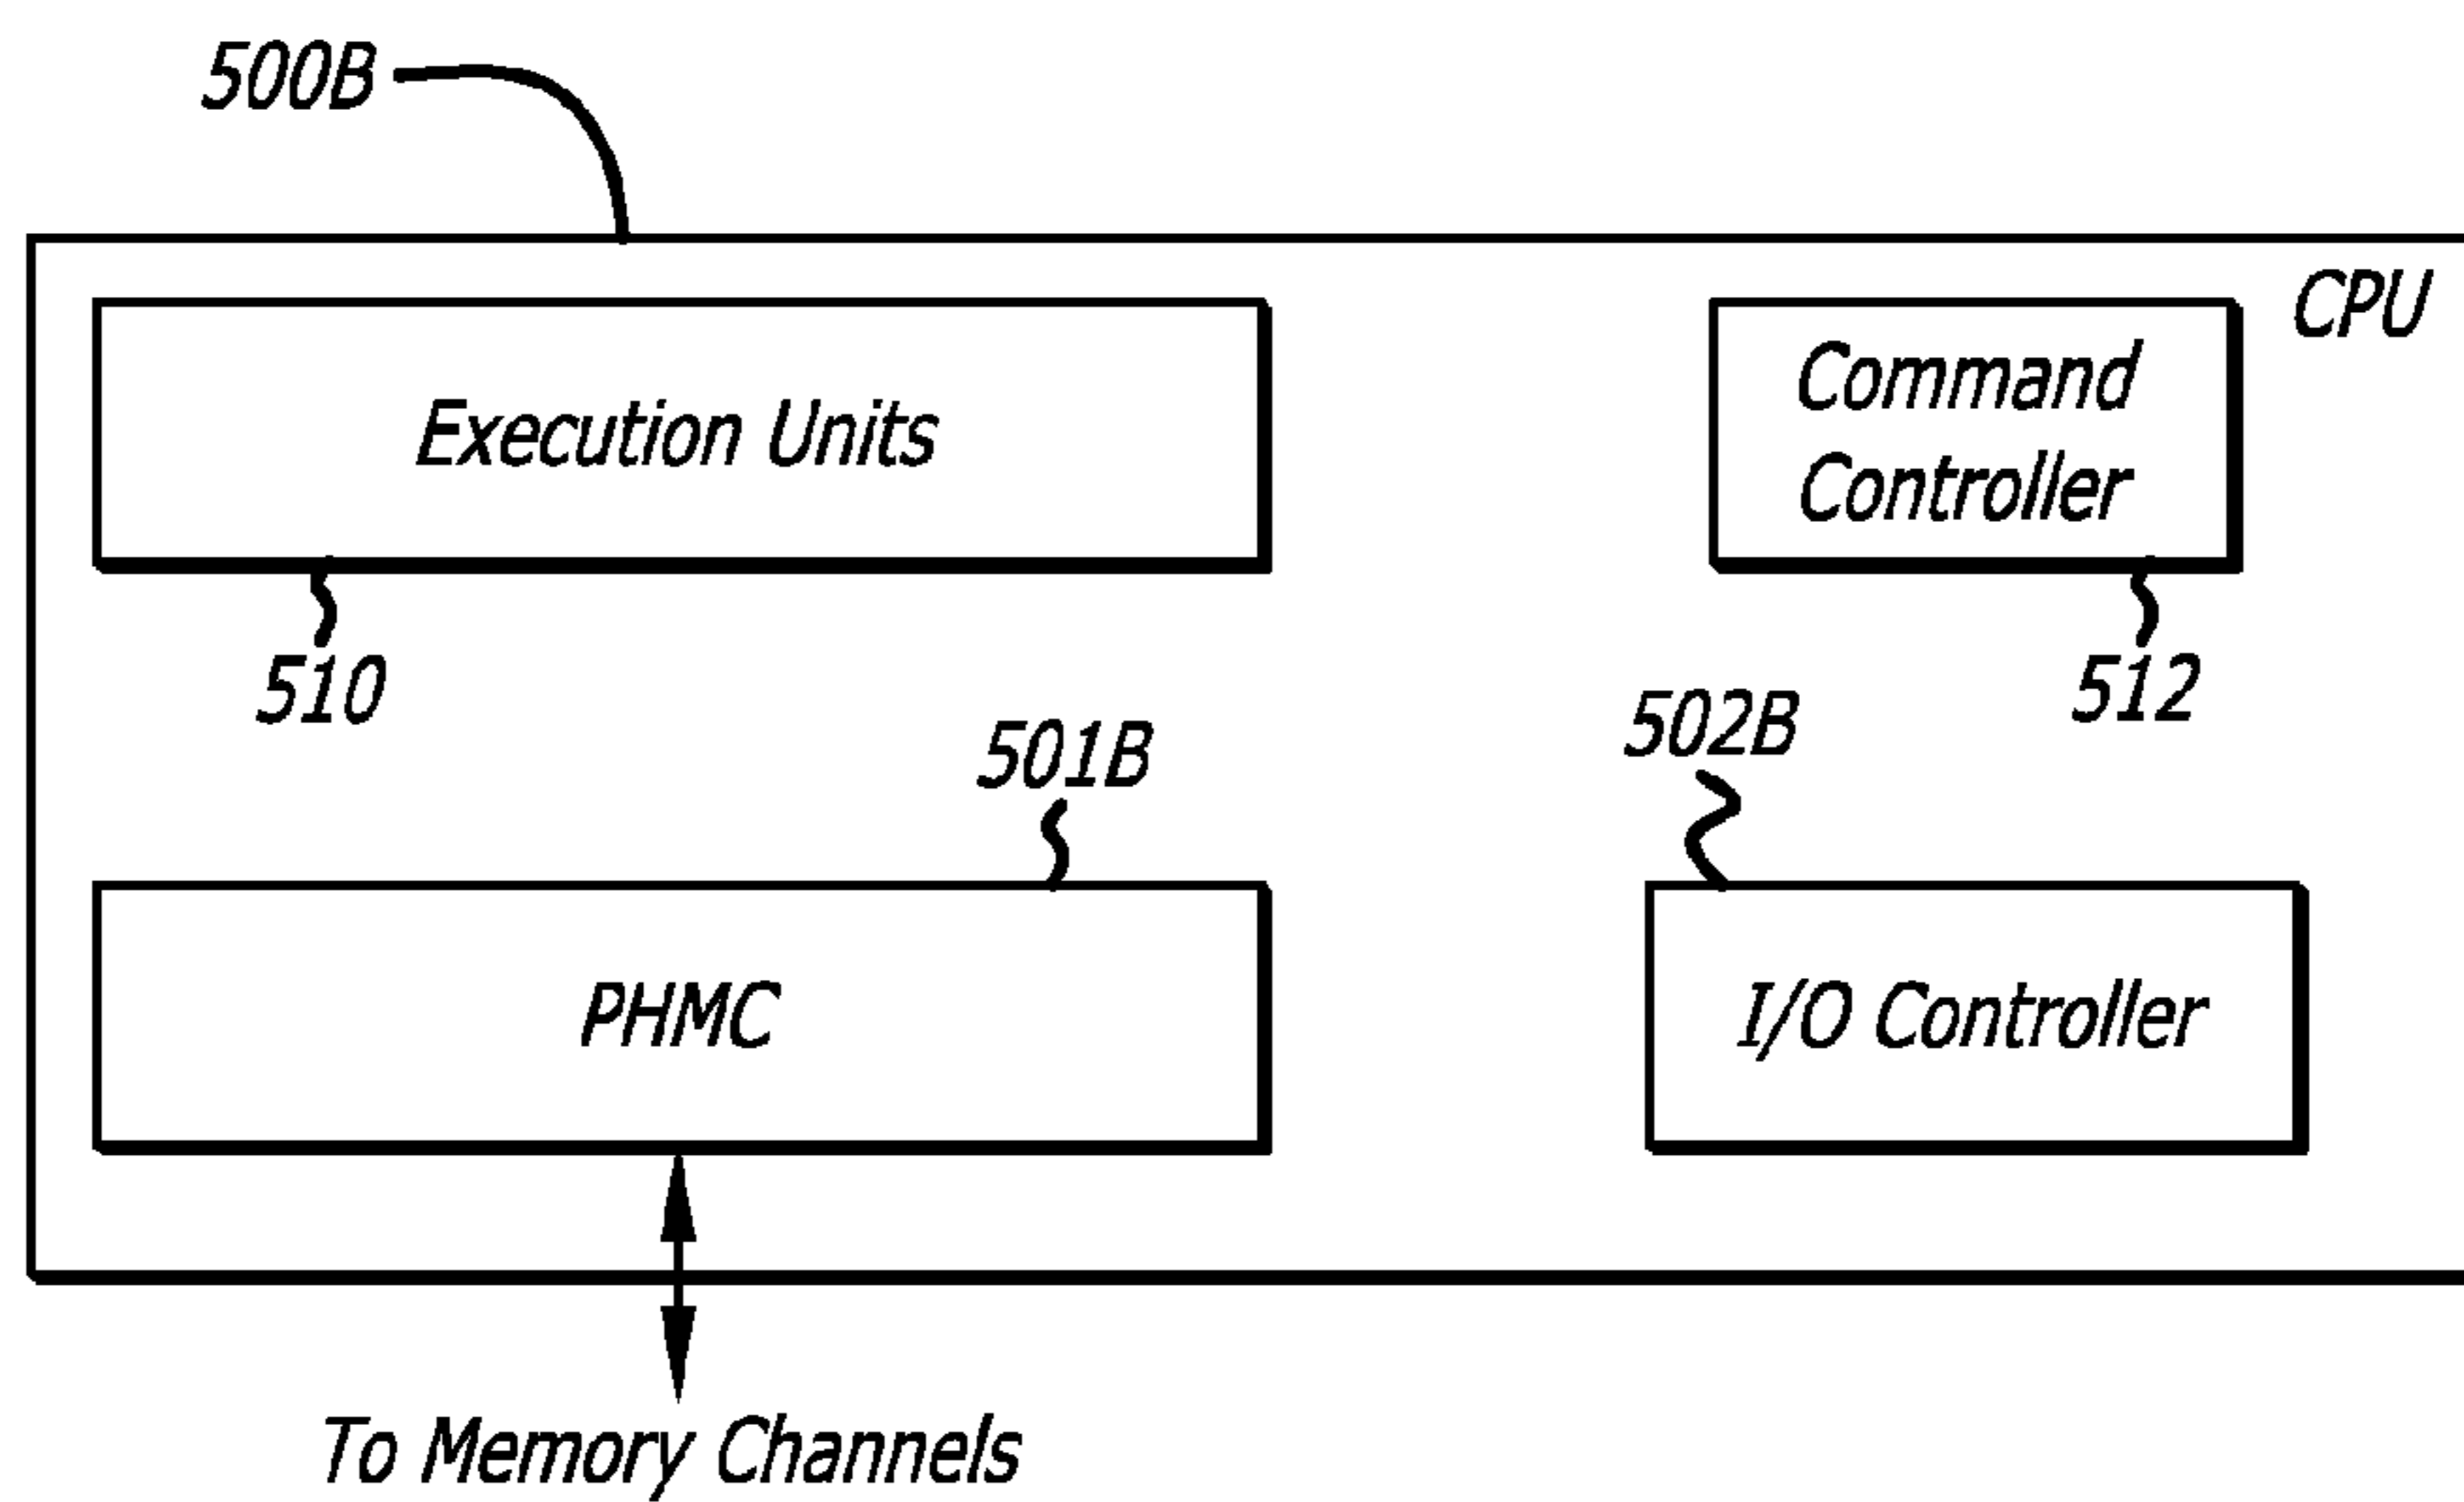 500B
CPU
Execution Units
Command
Controller
510
512
501B
502B
PHMC
I/O Controller
To Memory Channels